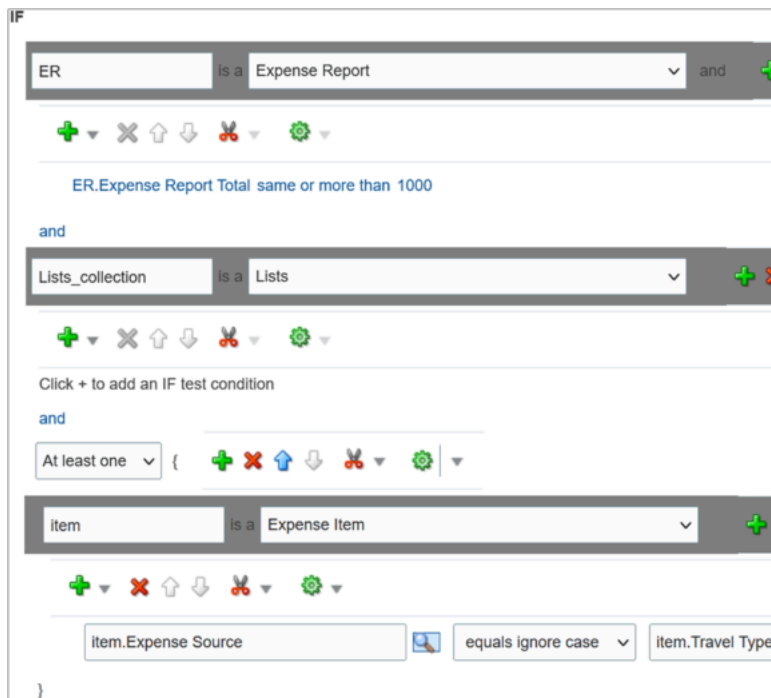 IF
ER is a Expense Report and
ER.Expense Report Total same or more than 1000
and
Lists_collection is a Lists
Click + to add an IF test condition
and
At least one {
item is a Expense Item
item.Expense Source equals ignore case item.Travel Type
}